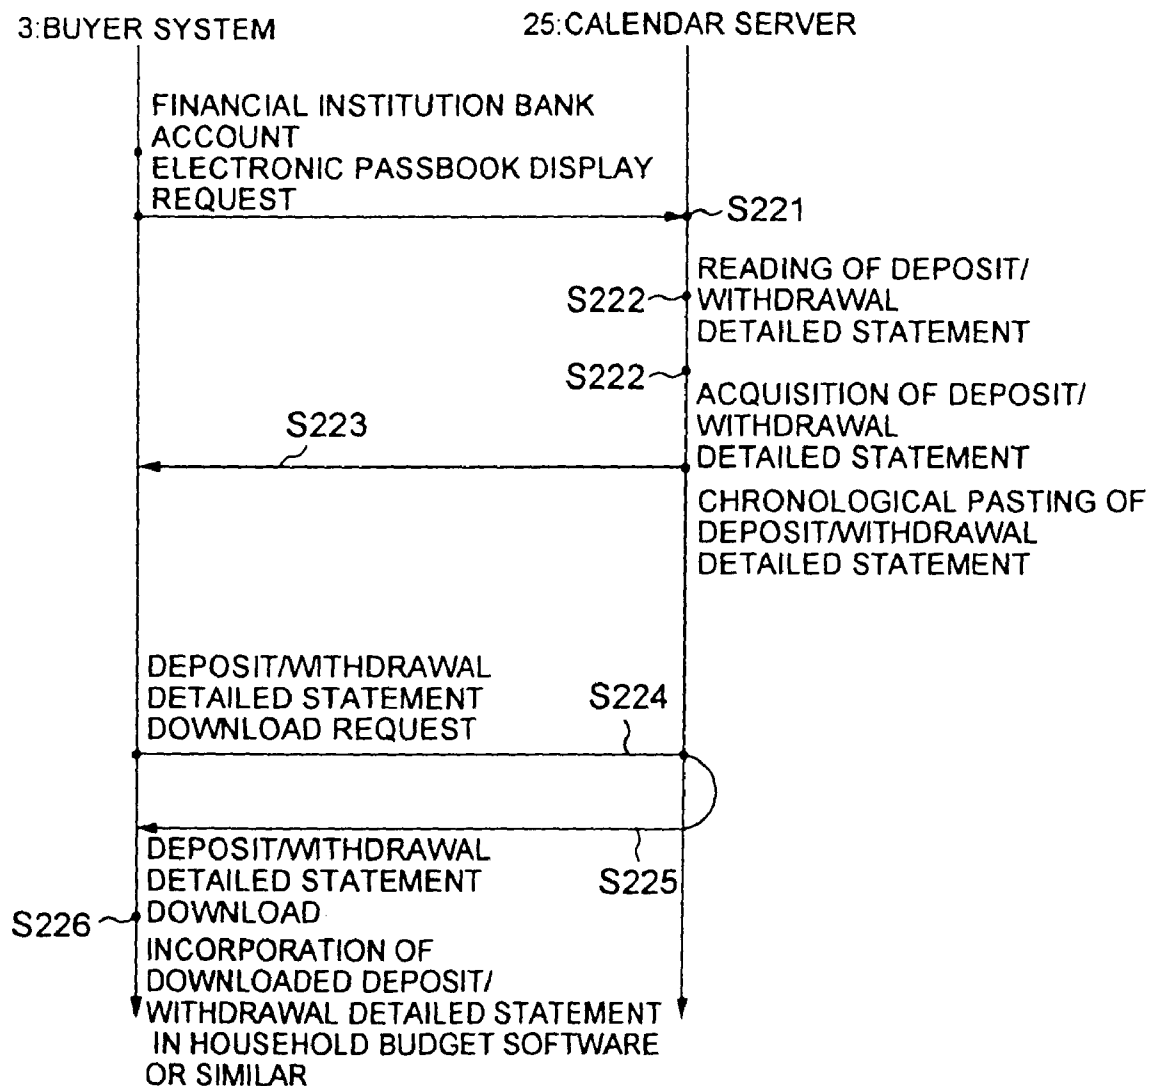 3:BUYER SYSTEM
25:CALENDAR SERVER
FINANCIAL INSTITUTION BANK
ACCOUNT
ELECTRONIC PASSBOOK DISPLAY
REQUEST
S221
READING OF DEPOSIT/
S222
WITHDRAWAL
DETAILED STATEMENT
S222
ACQUISITION OF DEPOSIT/
WITHDRAWAL
DETAILED STATEMENT
S223
CHRONOLOGICAL PASTING OF
DEPOSIT/WITHDRAWAL
DETAILED STATEMENT
DEPOSIT/WITHDRAWAL
DETAILED STATEMENT
DOWNLOAD REQUEST
S224
DEPOSIT/WITHDRAWAL
DETAILED STATEMENT
DOWNLOAD
S225
S226
INCORPORATION OF
DOWNLOADED DEPOSIT/
WITHDRAWAL DETAILED STATEMENT
IN HOUSEHOLD BUDGET SOFTWARE
OR SIMILAR